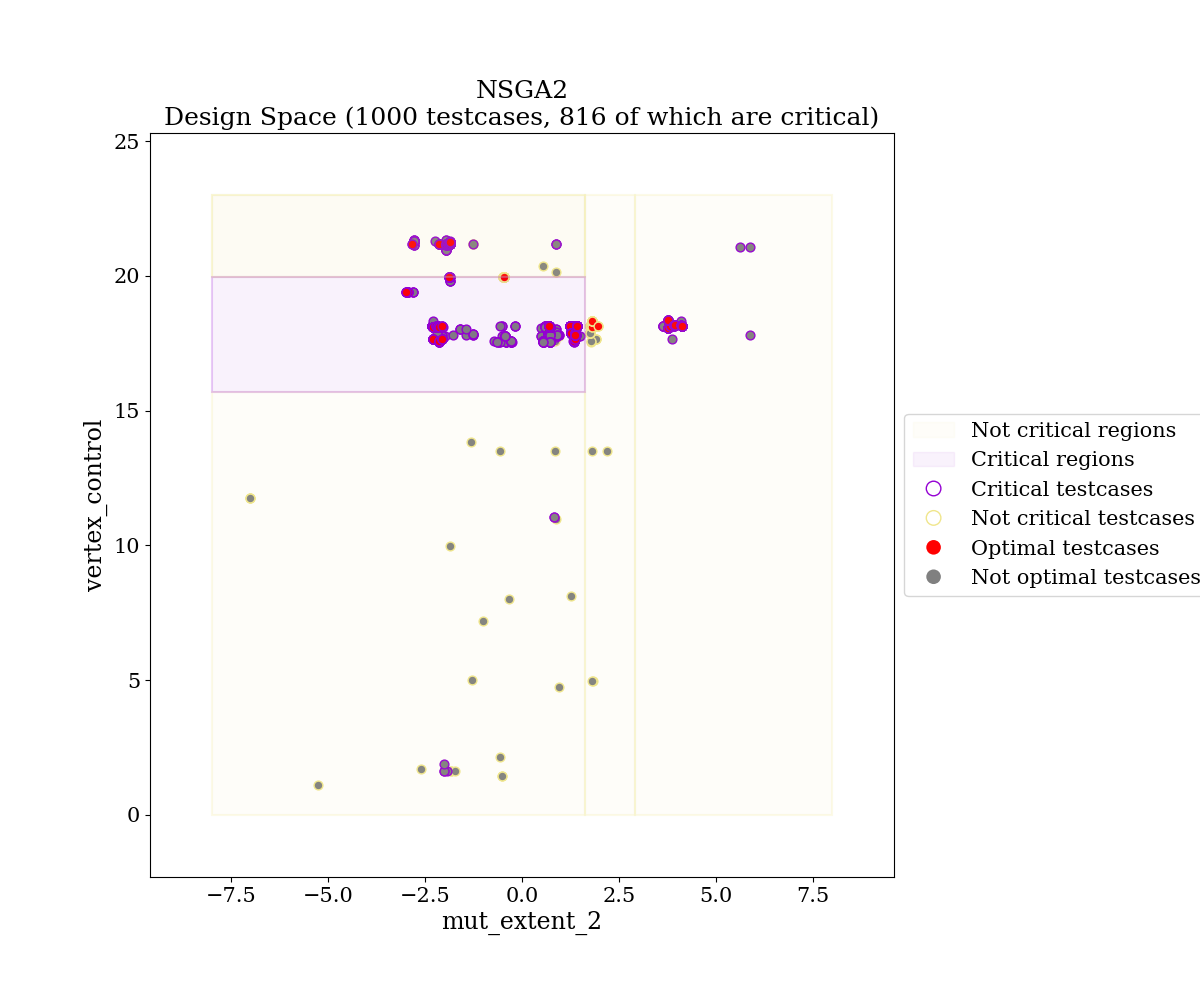 NSGA2
Design Space (1000 testcases, 816 of which are critical)
25
20
15
10
5
0
vertex_control
−7.5
−5.0
−2.5
0.0
2.5
5.0
7.5
mut_extent_2
Not critical regions
Critical regions
Critical testcases
Not critical testcases
Optimal testcases
Not optimal testcases